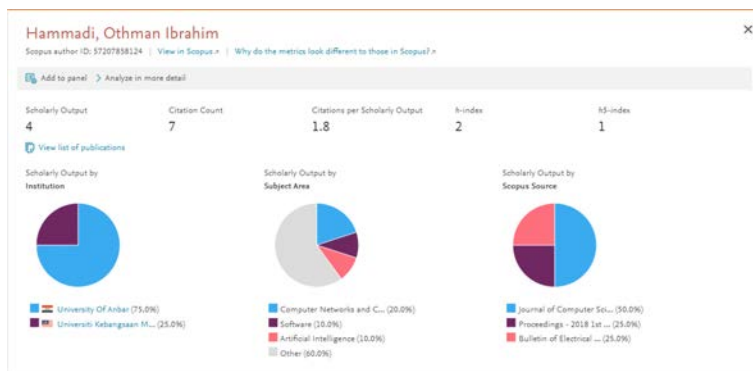 Hammadi, Othman Ibrahim
Scopus author ID: 57207858124 | View in Scopus | Why do the metrics look different to those in Scopus?
Add to panel Analyze in more detail
Scholarly Output Citation Count Citations per Scholarly Output h-index h5-index
4 7 1.8 2 1
View list of publications
Scholarly Output by
Institution
University Of Anbar (75.0%)
Universiti Kebangsaan M... (25.0%)
Scholarly Output by
Subject Area
Computer Networks and C... (20.0%)
Software (10.0%)
Artificial Intelligence (10.0%)
Other (60.0%)
Scholarly Output by
Scopus Source
Journal of Computer Sci... (50.0%)
Proceedings - 2018 1st ... (25.0%)
Bulletin of Electrical ... (25.0%)